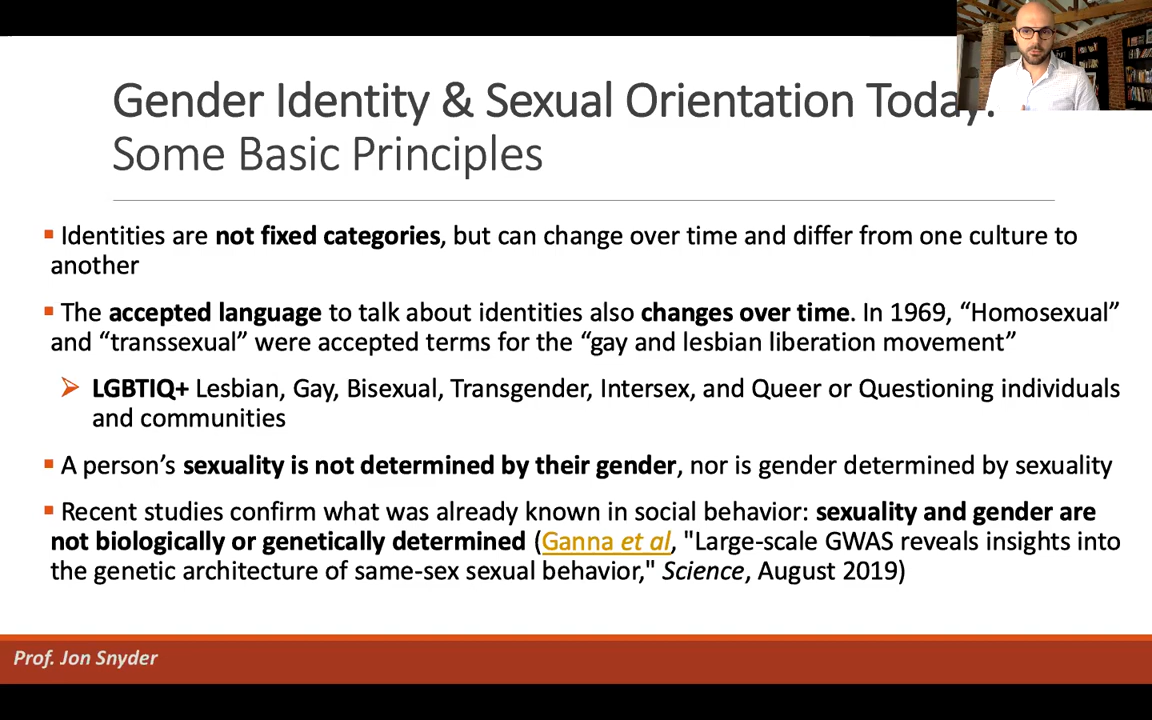 Gender Identity & Sexual Orientation Today:
Some Basic Principles
▪ Identities are not fixed categories, but can change over time and differ from one culture to
another
▪ The accepted language to talk about identities also changes over time. In 1969, “Homosexual”
and “transsexual” were accepted terms for the “gay and lesbian liberation movement”
➢ LGBTIQ+ Lesbian, Gay, Bisexual, Transgender, Intersex, and Queer or Questioning individuals
and communities
▪ A person’s sexuality is not determined by their gender, nor is gender determined by sexuality
▪ Recent studies confirm what was already known in social behavior: sexuality and gender are
not biologically or genetically determined (Ganna et al, "Large-scale GWAS reveals insights into
the genetic architecture of same-sex sexual behavior," Science, August 2019)
Prof. Jon Snyder